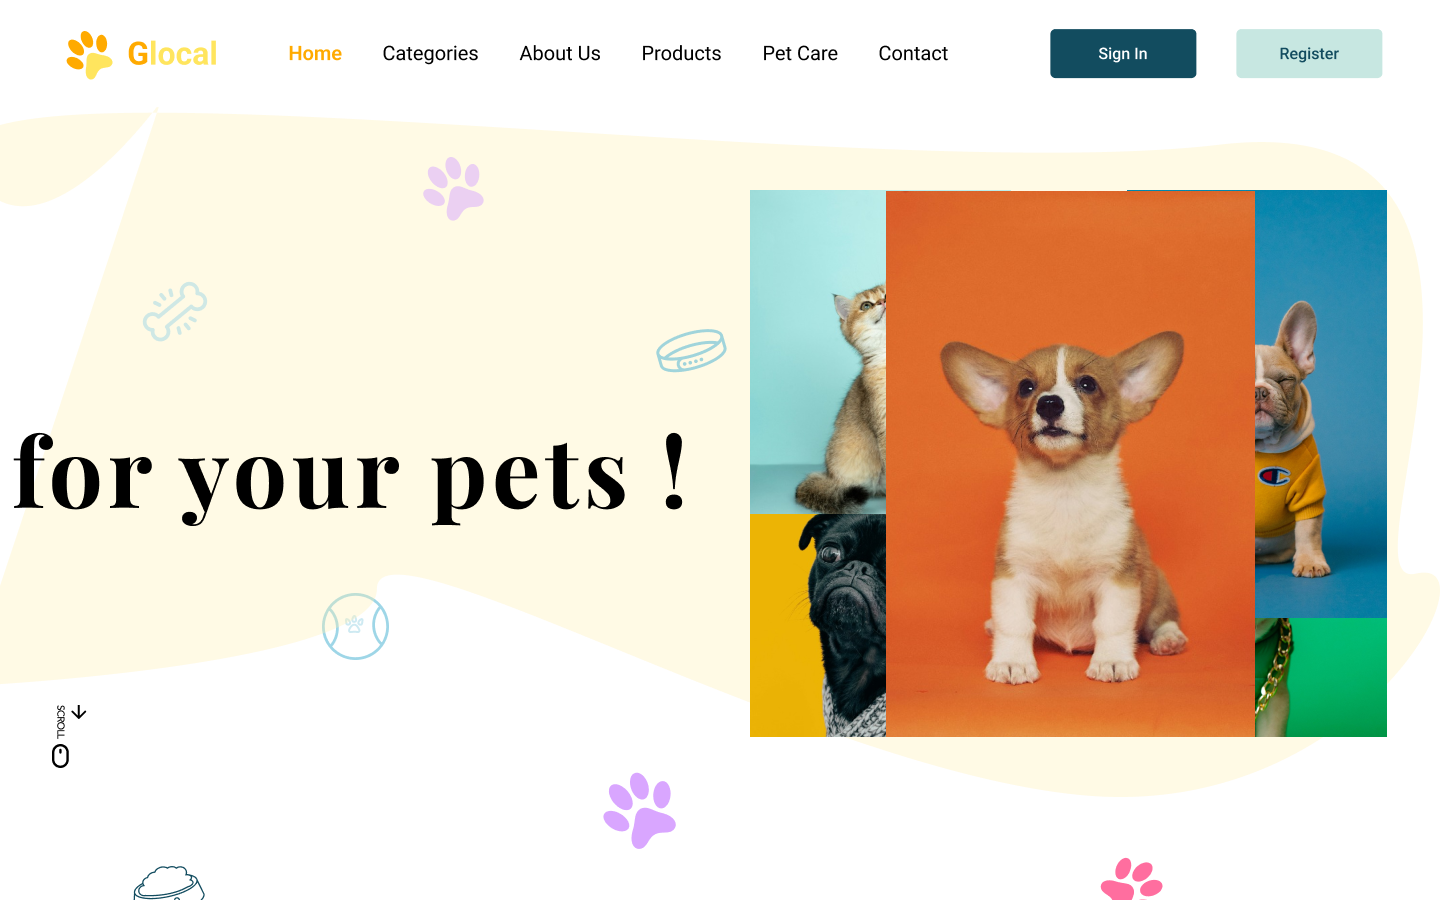 Glocal
Home Categories About Us Products Pet Care Contact
Sign In
Register
for your pets !
SCROLL